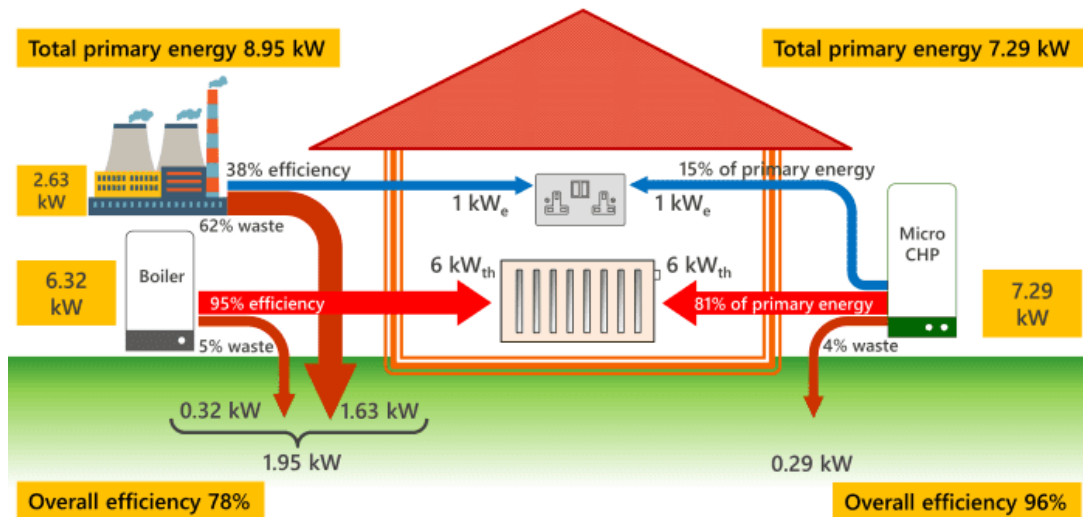 Total primary energy 8.95 kW
Total primary energy 7.29 kW
38% efficiency
15% of primary energy
2.63
kW
1 kWe
1 kWe
62% waste
Micro
CHP
Boiler
6 kWth
6 kWth
6.32
kW
95% efficiency
81% of primary energy
7.29
kW
5% waste
4% waste
0.32 kW
1.63 kW
1.95 kW
0.29 kW
Overall efficiency 78%
Overall efficiency 96%